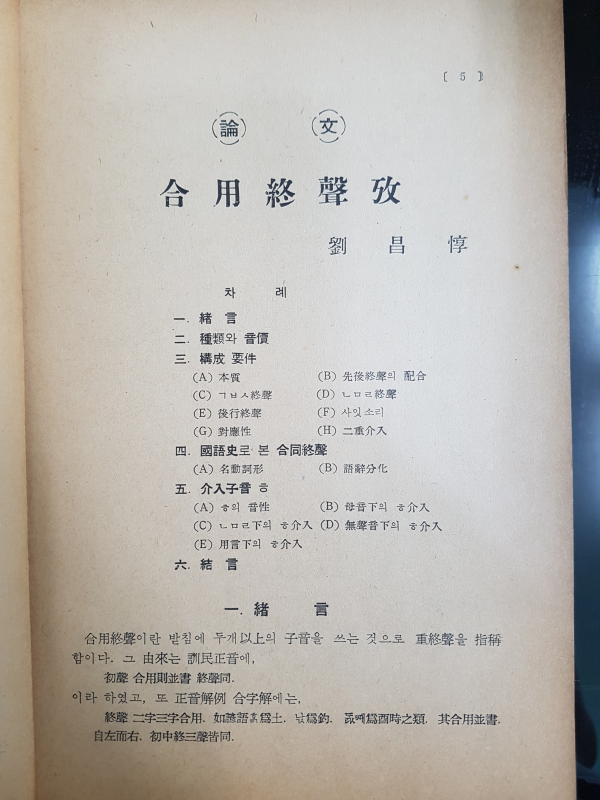 〔 5 〕
論 文
合用終聲攷
劉 昌 惇
차 례
一. 緖 言
二. 種類와 音價
三. 構成 要件
(A) 本質 (B) 先後終聲의 配合
(C) ㄱㅂㅅ終聲 (D) ㄴㅁㄹ終聲
(E) 後行終聲 (F) 사잇소리
(G) 對應性 (H) 二重介入
四. 國語史로 본 合同終聲
(A) 名動詞形 (B) 語辭分化
五. 介入子音 ㅎ
(A) ㅎ의 音性 (B) 母音下의 ㅎ介入
(C) ㄴㅁㄹ下의 ㅎ介入 (D) 無聲音下의 ㅎ介入
(E) 用言下의 ㅎ介入
六. 結 言
一. 緖 言
合用終聲이란 받침에 두개以上의 子音을 쓰는 것으로 重終聲을 指稱
함이다. 그 由來는 訓民正音에,
初聲 合用則並書 終聲同.
이라 하였고, 또 正音解例 合字解에는,
終聲 二字三字合用. 如諺語ᄒᆞᆰ爲土. 낛爲釣. ᄃᆞᇌᄣᅢ爲酉時之類. 其合用並書.
自左而右. 初中終三聲皆同.